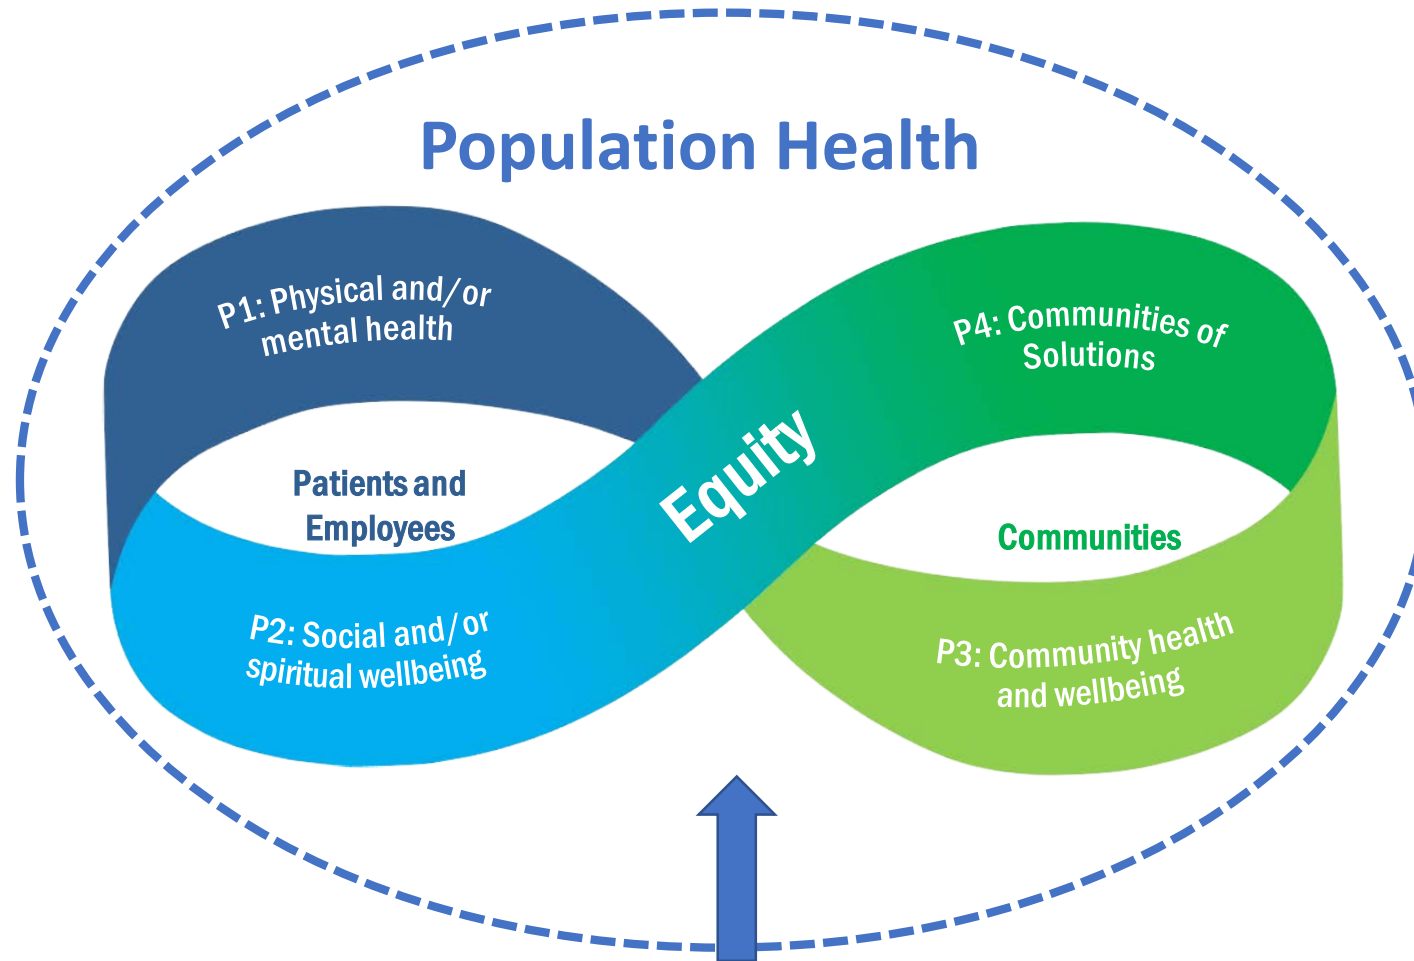 Population Health
P1: Physical and/or
mental health
P4: Communities of
Solutions
Equity
Patients and
Employees
Communities
P2: Social and/or
spiritual wellbeing
P3: Community health
and wellbeing